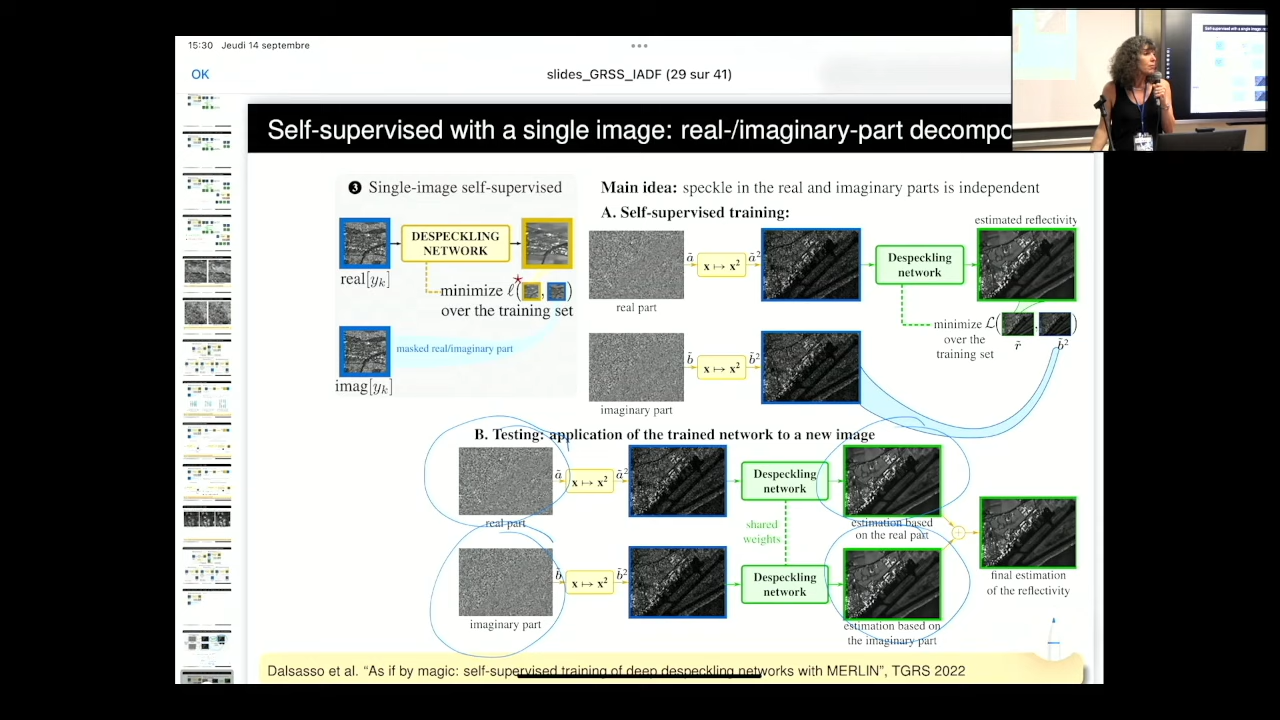 15:30 Jeudi 14 septembre
OK
slides_GRSS_IADF (29 sur 41)
Self-supervised with a single image: real-/imaginary-part
❸ Single-image self-supervised
DESPECKLING
NETWORK
real[yₖ]
minimize ℓ( , )
over the training set
masked real/imaginary part
imag[yₖ]
Main idea: speckle in the real and imaginary parts is independent
A. Self-supervised training:
real part
ã
x ↦ x²
ã²
Despeckling
network
estimated reflectivity
minimize ℒ( , )
over the
training set
r̃
b̃²
imaginary part
b̃
x ↦ x²
b̃²
B. Testing: application of the trained network to a new image
real part
ã
x ↦ x²
ã²
Despeckling
network
estimation based
on the real part
shared
weights
imaginary part
x ↦ x²
b̃²
Despeckling
network
estimation based on
the imaginary part
final estimation
of the reflectivity
Dalsasso et al. “As if by magic: self-supervised training of deep despeckling networks with MERLIN”, TGRS 2022